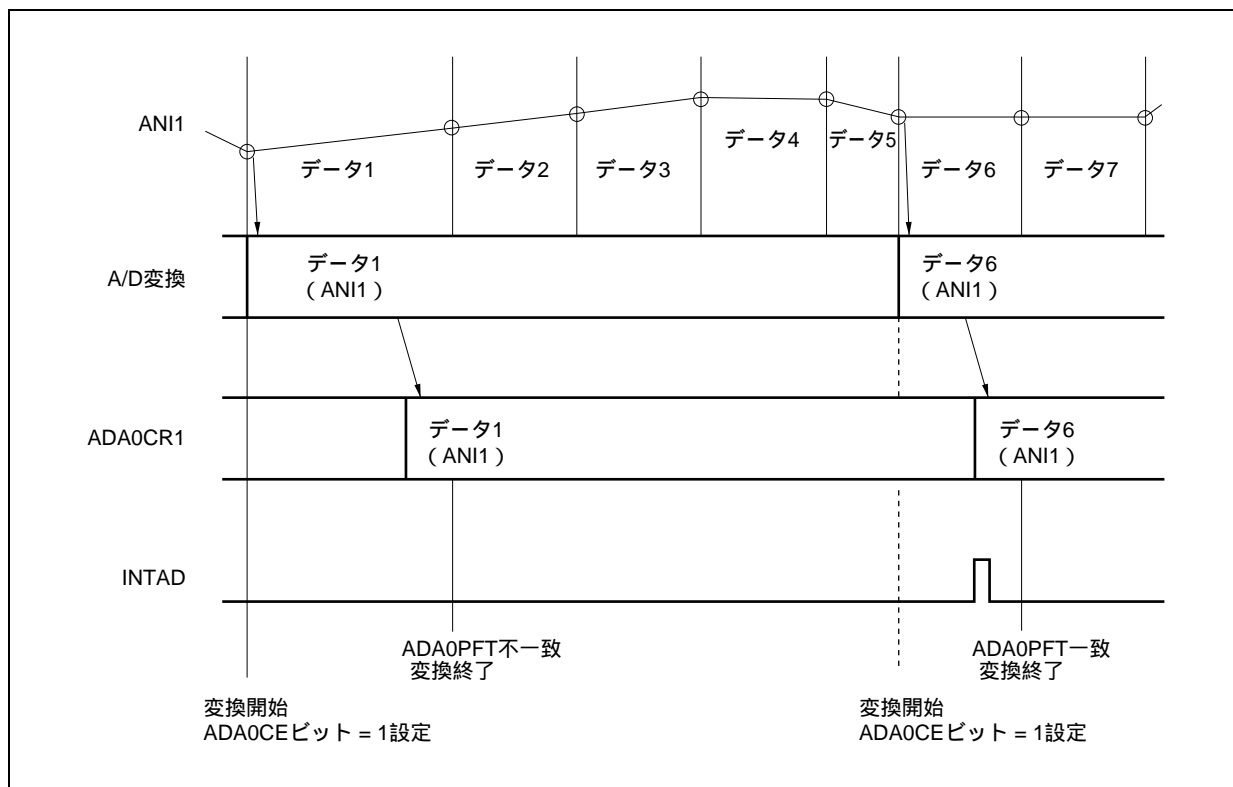 ANI1
データ1
データ2
データ3
データ4
データ5
データ6
データ7
A/D変換
データ1
(ANI1)
データ6
(ANI1)
ADA0CR1
データ1
(ANI1)
データ6
(ANI1)
INTAD
ADA0PFT不一致
変換終了
ADA0PFT一致
変換終了
変換開始
ADA0CEビット = 1設定
変換開始
ADA0CEビット = 1設定